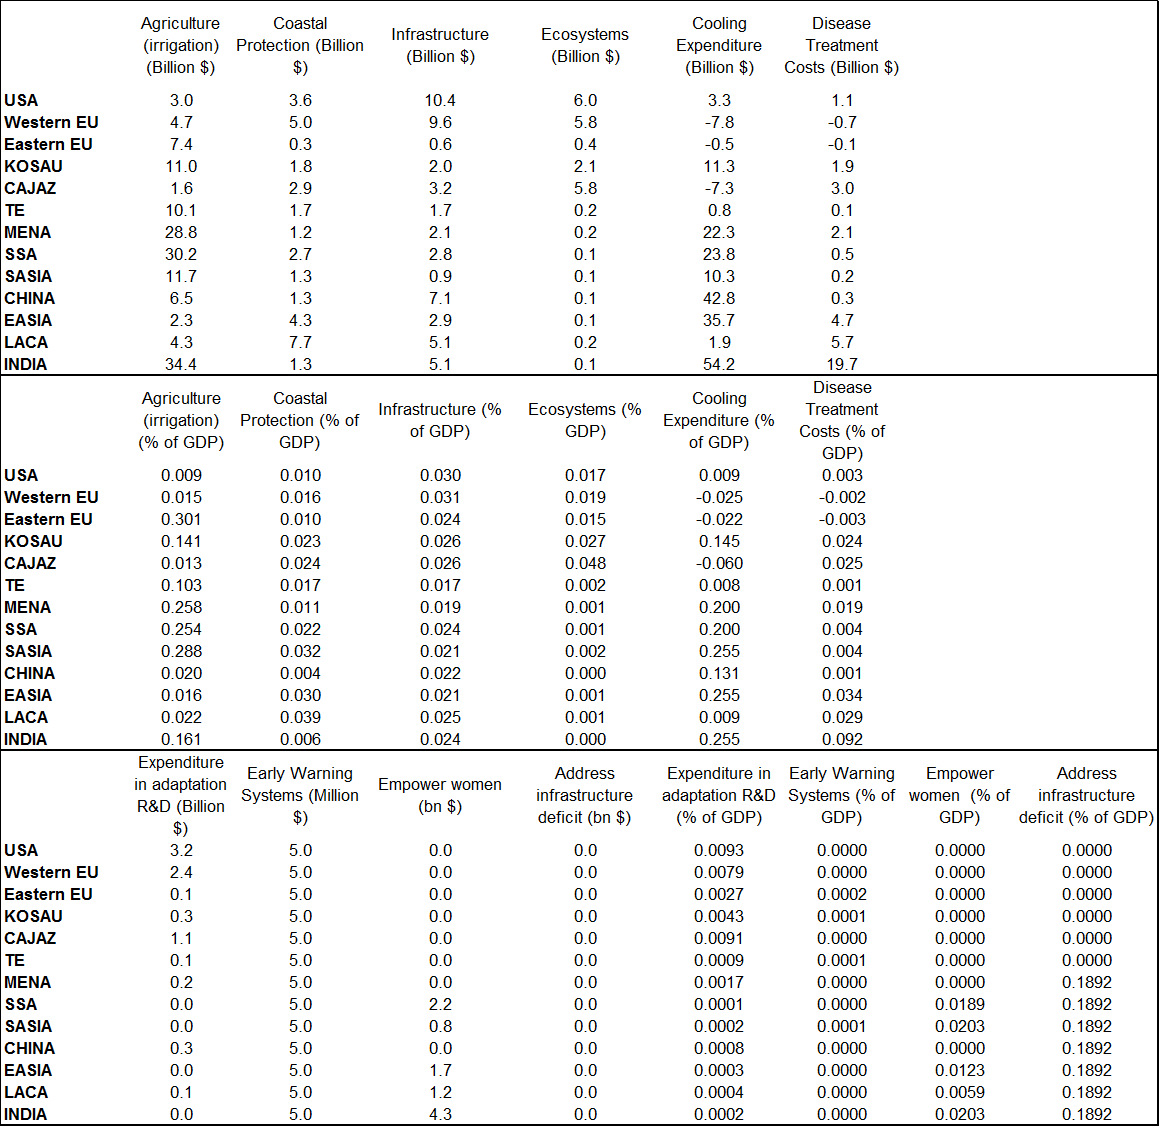 Agriculture (irrigation) (Billion $) Coastal Protection (Billion $) Infrastructure (Billion $) Ecosystems (Billion $) Cooling Expenditure (Billion $) Disease Treatment Costs (Billion $)
USA 3.0 3.6 10.4 6.0 3.3 1.1
Western EU 4.7 5.0 9.6 5.8 -7.8 -0.7
Eastern EU 7.4 0.3 0.6 0.4 -0.5 -0.1
KOSAU 11.0 1.8 2.0 2.1 11.3 1.9
CAJAZ 1.6 2.9 3.2 5.8 -7.3 3.0
TE 10.1 1.7 1.7 0.2 0.8 0.1
MENA 28.8 1.2 2.1 0.2 22.3 2.1
SSA 30.2 2.7 2.8 0.1 23.8 0.5
SASIA 11.7 1.3 0.9 0.1 10.3 0.2
CHINA 6.5 1.3 7.1 0.1 42.8 0.3
EASIA 2.3 4.3 2.9 0.1 35.7 4.7
LACA 4.3 7.7 5.1 0.2 1.9 5.7
INDIA 34.4 1.3 5.1 0.1 54.2 19.7
Agriculture (irrigation) (% of GDP) Coastal Protection (% of GDP) Infrastructure (% of GDP) Ecosystems (% GDP) Cooling Expenditure (% of GDP) Disease Treatment Costs (% of GDP)
USA 0.009 0.010 0.030 0.017 0.009 0.003
Western EU 0.015 0.016 0.031 0.019 -0.025 -0.002
Eastern EU 0.301 0.010 0.024 0.015 -0.022 -0.003
KOSAU 0.141 0.023 0.026 0.027 0.145 0.024
CAJAZ 0.013 0.024 0.026 0.048 -0.060 0.025
TE 0.103 0.017 0.017 0.002 0.008 0.001
MENA 0.258 0.011 0.019 0.001 0.200 0.019
SSA 0.254 0.022 0.024 0.001 0.200 0.004
SASIA 0.288 0.032 0.021 0.002 0.255 0.004
CHINA 0.020 0.004 0.022 0.000 0.131 0.001
EASIA 0.016 0.030 0.021 0.001 0.255 0.034
LACA 0.022 0.039 0.025 0.001 0.009 0.029
INDIA 0.161 0.006 0.024 0.000 0.255 0.092
Expenditure in adaptation R&D (Billion $) Early Warning Systems (Million $) Empower women (bn $) Address infrastructure deficit (bn $) Expenditure in adaptation R&D (% of GDP) Early Warning Systems (% of GDP) Empower women (% of GDP) Address infrastructure deficit (% of GDP)
USA 3.2 5.0 0.0 0.0 0.0093 0.0000 0.0000 0.0000
Western EU 2.4 5.0 0.0 0.0 0.0079 0.0000 0.0000 0.0000
Eastern EU 0.1 5.0 0.0 0.0 0.0027 0.0002 0.0000 0.0000
KOSAU 0.3 5.0 0.0 0.0 0.0043 0.0001 0.0000 0.0000
CAJAZ 1.1 5.0 0.0 0.0 0.0091 0.0000 0.0000 0.0000
TE 0.1 5.0 0.0 0.0 0.0009 0.0001 0.0000 0.0000
MENA 0.2 5.0 0.0 0.0 0.0017 0.0000 0.0000 0.1892
SSA 0.0 5.0 2.2 0.0 0.0001 0.0000 0.0189 0.1892
SASIA 0.0 5.0 0.8 0.0 0.0002 0.0001 0.0203 0.1892
CHINA 0.3 5.0 0.0 0.0 0.0008 0.0000 0.0000 0.1892
EASIA 0.0 5.0 1.7 0.0 0.0003 0.0000 0.0123 0.1892
LACA 0.1 5.0 1.2 0.0 0.0004 0.0000 0.0059 0.1892
INDIA 0.0 5.0 4.3 0.0 0.0002 0.0000 0.0203 0.1892